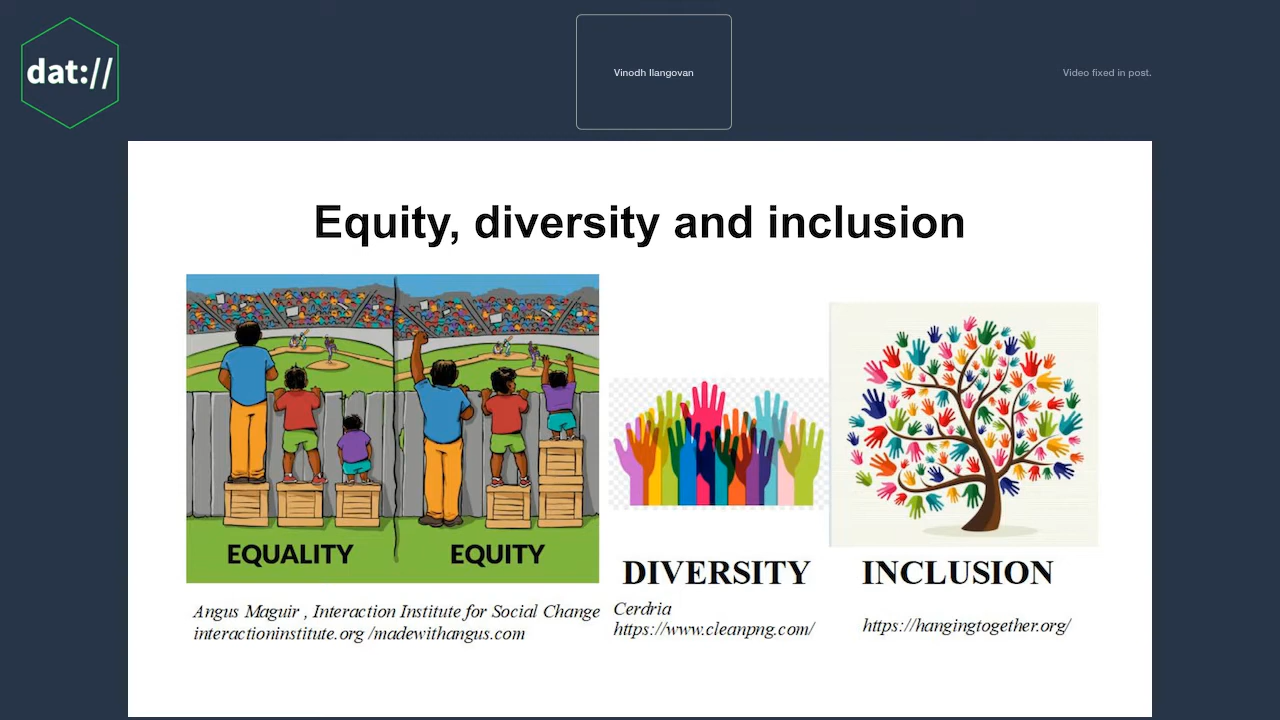 dat://
Vinodh Ilangovan
Video fixed in post.
Equity, diversity and inclusion
EQUALITY
EQUITY
DIVERSITY
INCLUSION
Angus Maguir , Interaction Institute for Social Change
interactioninstitute.org /madewithangus.com
Cerdria
https://www.cleanpng.com/
https://hangingtogether.org/